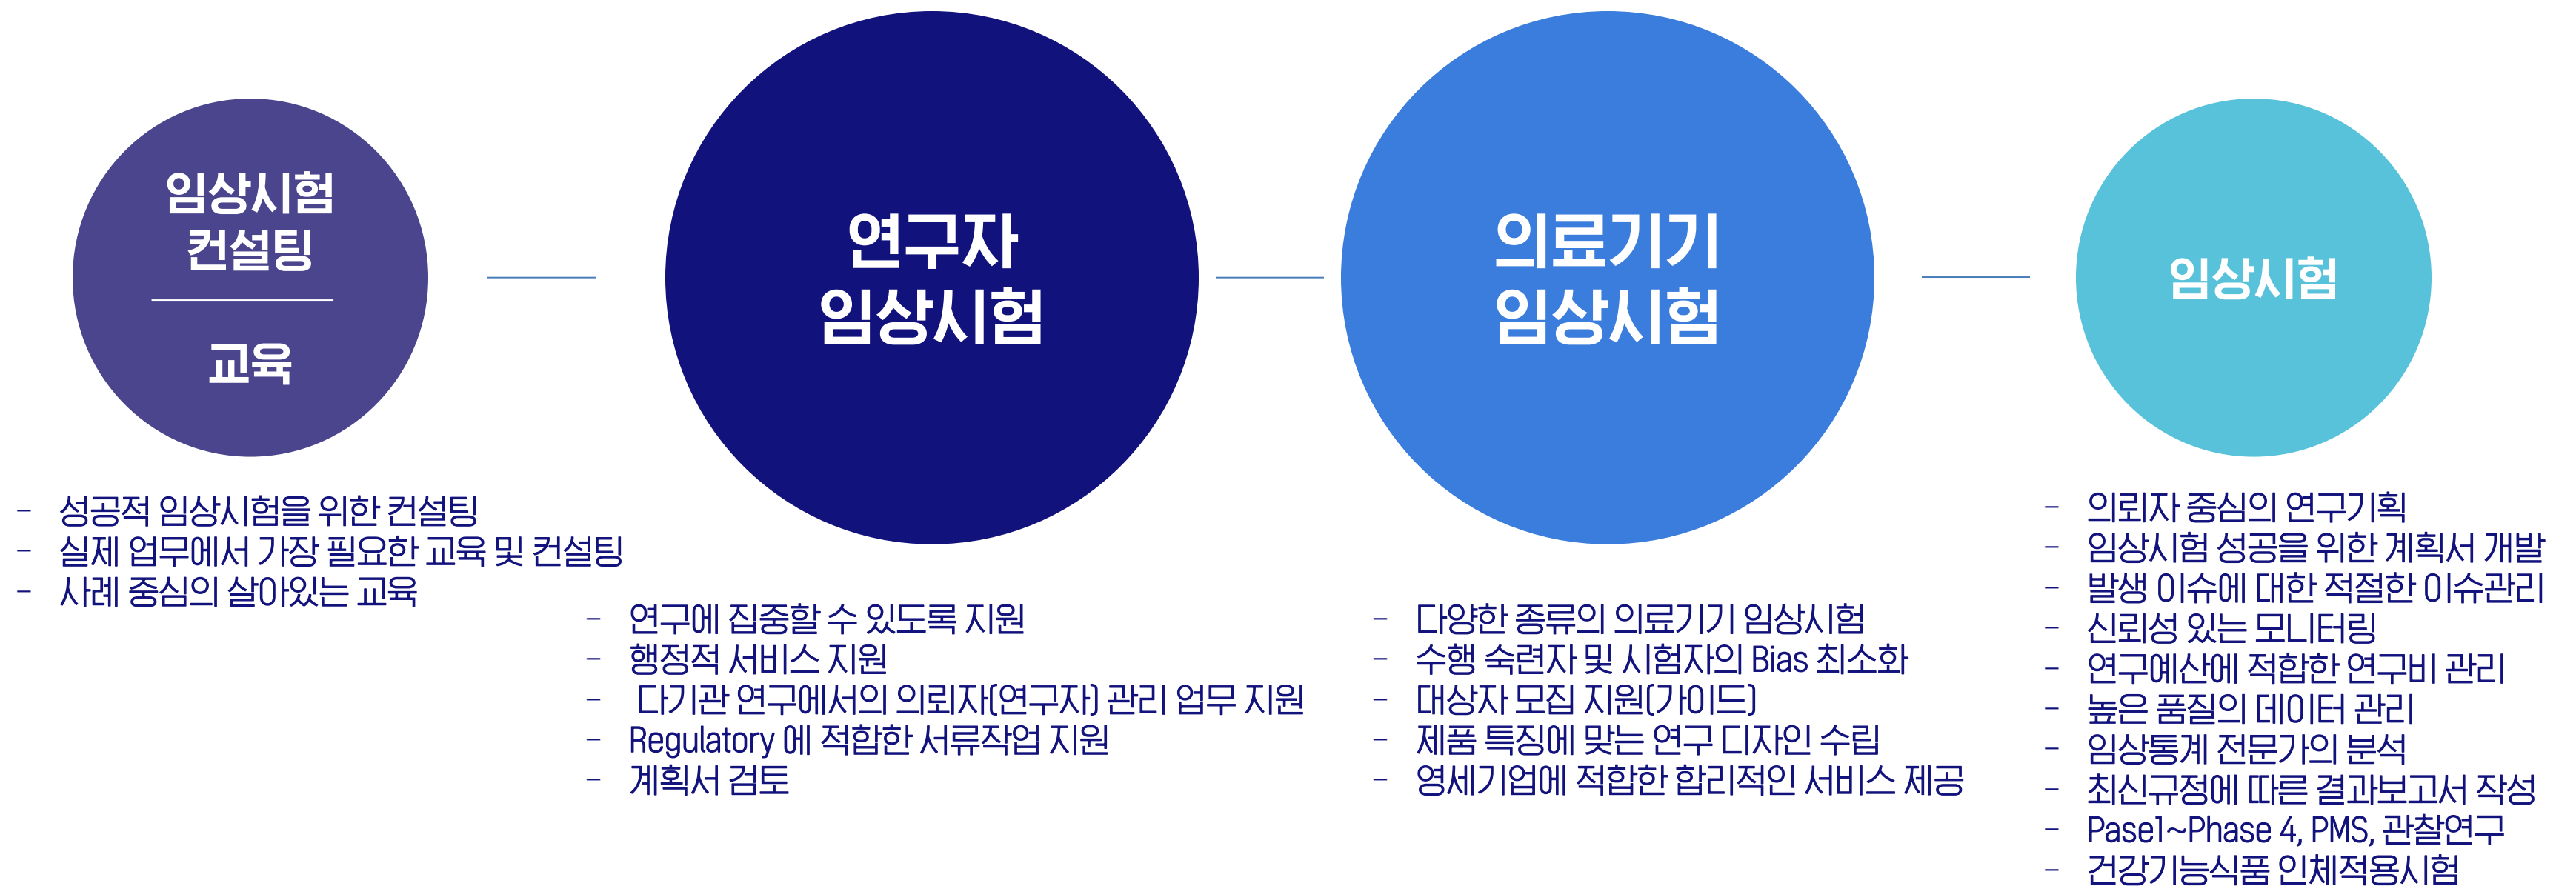 임상시험
컨설팅
교육
- 성공적 임상시험을 위한 컨설팅
- 실제 업무에서 가장 필요한 교육 및 컨설팅
- 사례 중심의 살아있는 교육
연구자
임상시험
- 연구에 집중할 수 있도록 지원
- 행정적 서비스 지원
- 다기관 연구에서의 의뢰자(연구자) 관리 업무 지원
- Regulatory 에 적합한 서류작업 지원
- 계획서 검토
의료기기
임상시험
- 다양한 종류의 의료기기 임상시험
- 수행 숙련자 및 시험자의 Bias 최소화
- 대상자 모집 지원(가이드)
- 제품 특징에 맞는 연구 디자인 수립
- 영세기업에 적합한 합리적인 서비스 제공
임상시험
- 의뢰자 중심의 연구기획
- 임상시험 성공을 위한 계획서 개발
- 발생 이슈에 대한 적절한 이슈관리
- 신뢰성 있는 모니터링
- 연구예산에 적합한 연구비 관리
- 높은 품질의 데이터 관리
- 임상통계 전문가의 분석
- 최신규정에 따른 결과보고서 작성
- Pase1~Phase 4, PMS, 관찰연구
- 건강기능식품 인체적용시험